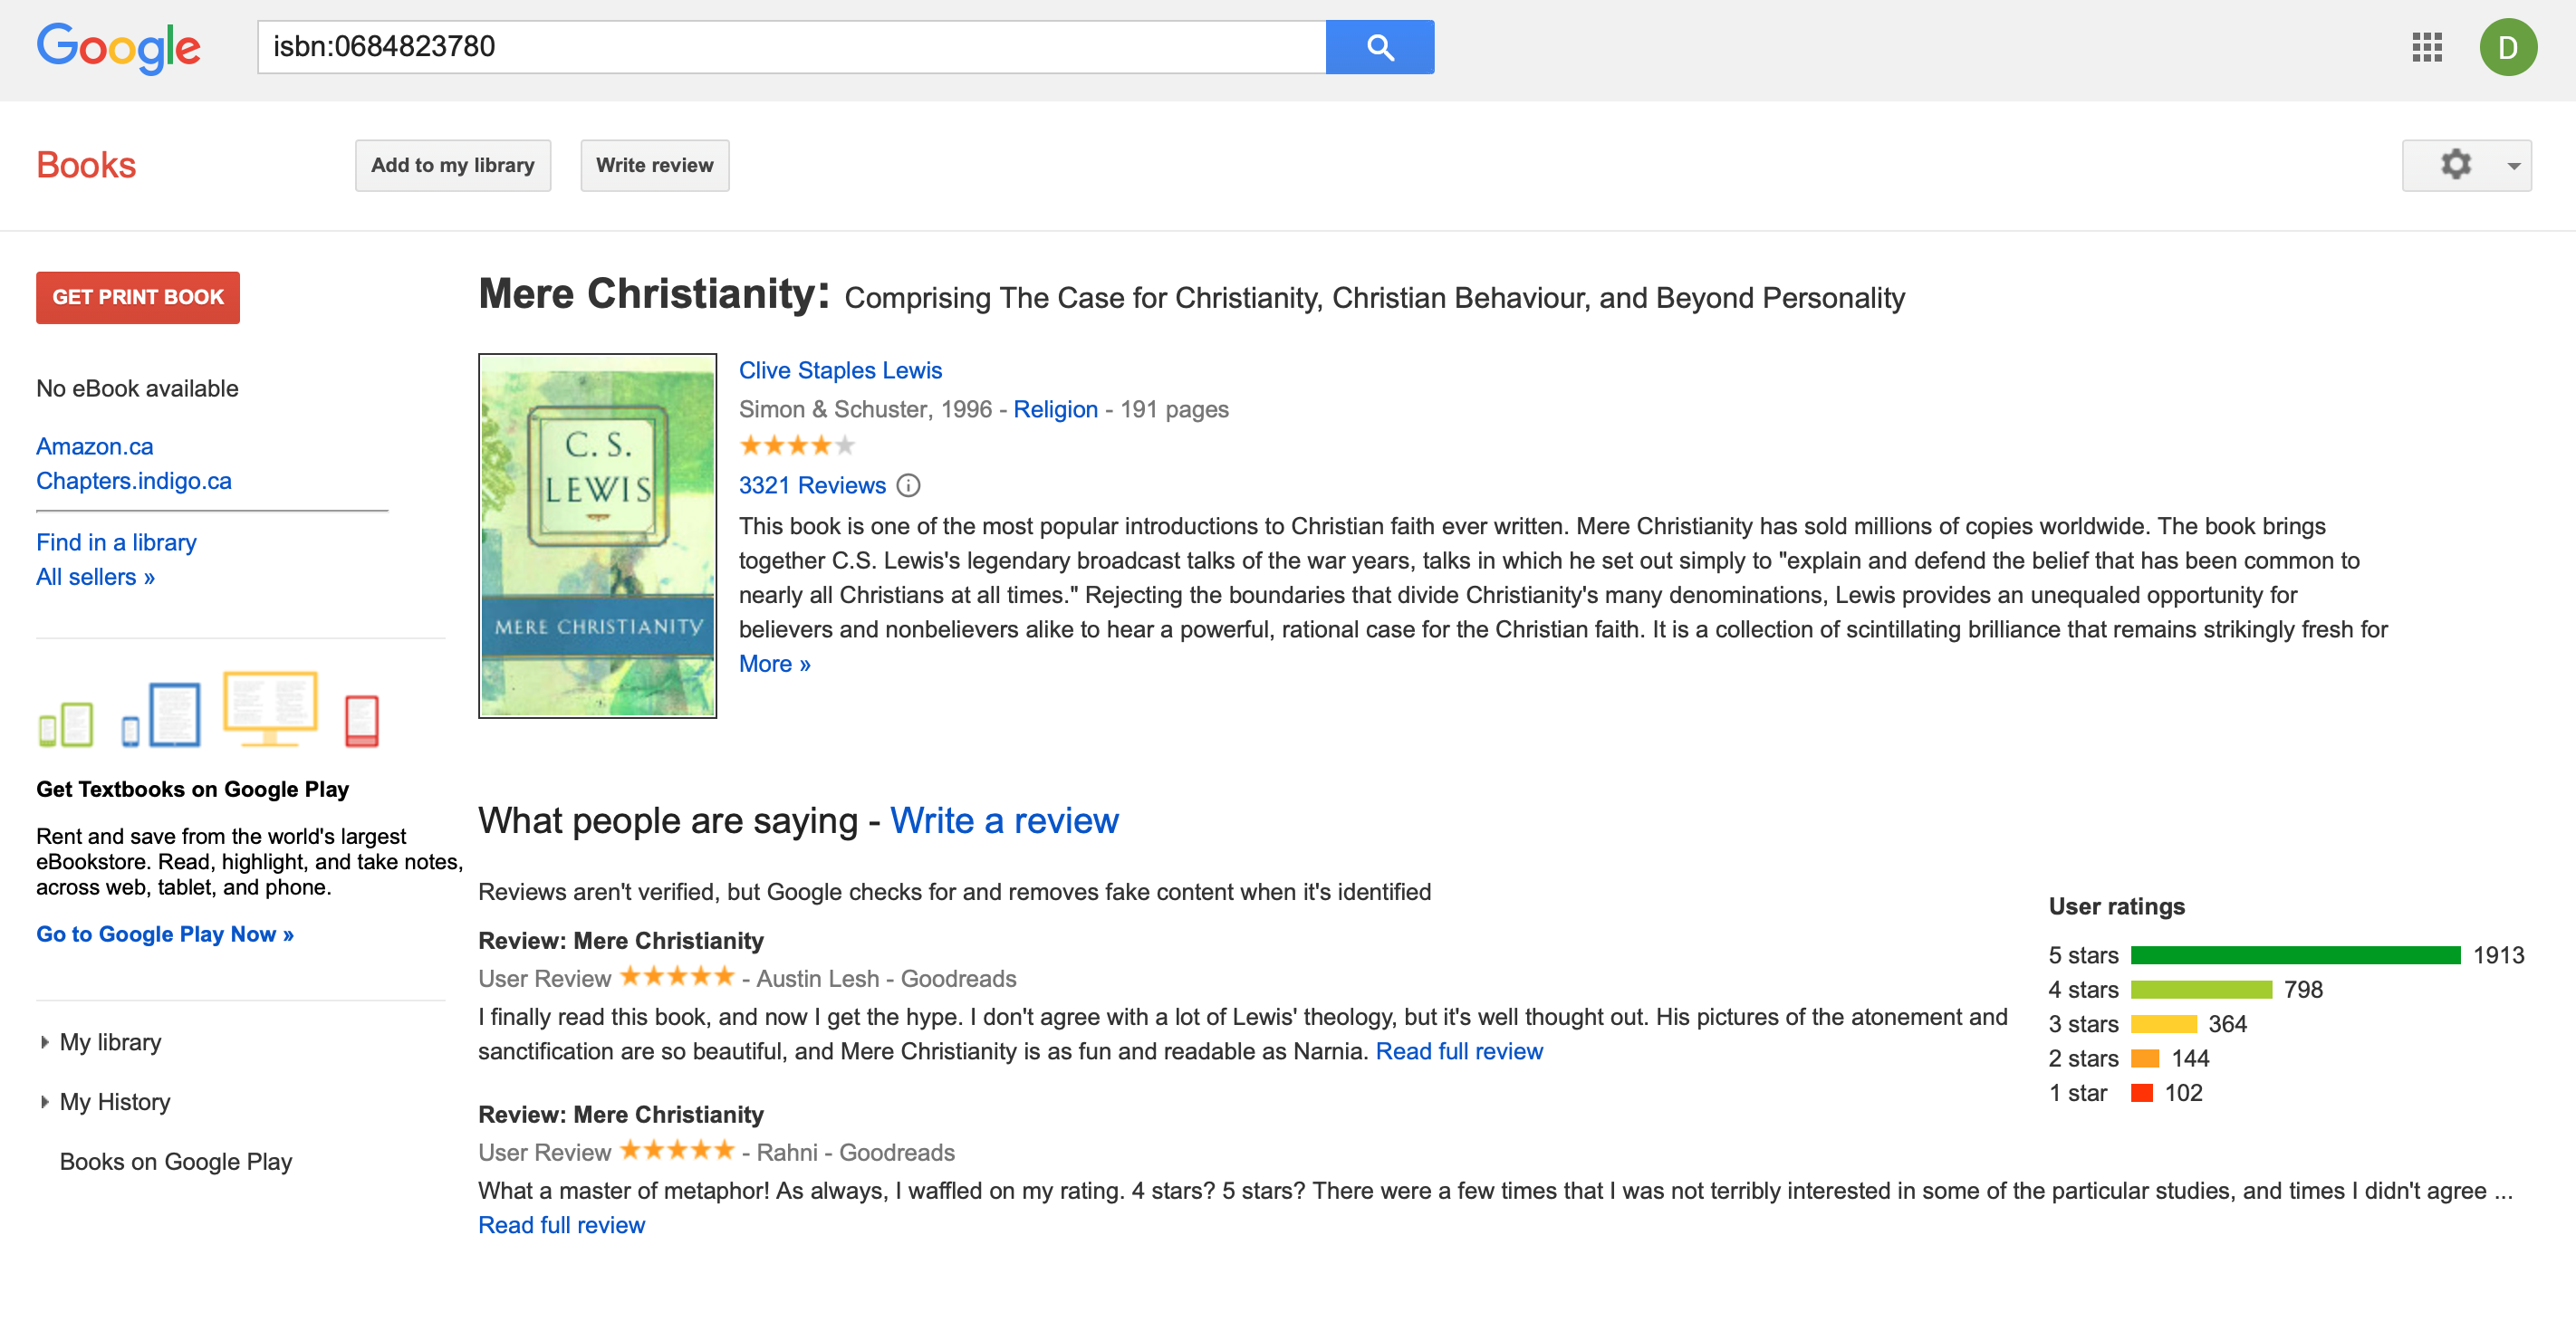 Google
isbn:0684823780
D
Books
Add to my library
Write review
GET PRINT BOOK
No eBook available
Amazon.ca
Chapters.indigo.ca
Find in a library
All sellers »
Get Textbooks on Google Play
Rent and save from the world's largest
eBookstore. Read, highlight, and take notes,
across web, tablet, and phone.
Go to Google Play Now »
My library
My History
Books on Google Play
Mere Christianity: Comprising The Case for Christianity, Christian Behaviour, and Beyond Personality
C. S.
LEWIS
MERE CHRISTIANITY
Clive Staples Lewis
Simon & Schuster, 1996 - Religion - 191 pages
3321 Reviews
This book is one of the most popular introductions to Christian faith ever written. Mere Christianity has sold millions of copies worldwide. The book brings
together C.S. Lewis's legendary broadcast talks of the war years, talks in which he set out simply to "explain and defend the belief that has been common to
nearly all Christians at all times." Rejecting the boundaries that divide Christianity's many denominations, Lewis provides an unequaled opportunity for
believers and nonbelievers alike to hear a powerful, rational case for the Christian faith. It is a collection of scintillating brilliance that remains strikingly fresh for
More »
What people are saying - Write a review
Reviews aren't verified, but Google checks for and removes fake content when it's identified
Review: Mere Christianity
User Review - Austin Lesh - Goodreads
I finally read this book, and now I get the hype. I don't agree with a lot of Lewis' theology, but it's well thought out. His pictures of the atonement and
sanctification are so beautiful, and Mere Christianity is as fun and readable as Narnia. Read full review
Review: Mere Christianity
User Review - Rahni - Goodreads
What a master of metaphor! As always, I waffled on my rating. 4 stars? 5 stars? There were a few times that I was not terribly interested in some of the particular studies, and times I didn't agree ...
Read full review
User ratings
5 stars 1913
4 stars 798
3 stars 364
2 stars 144
1 star 102